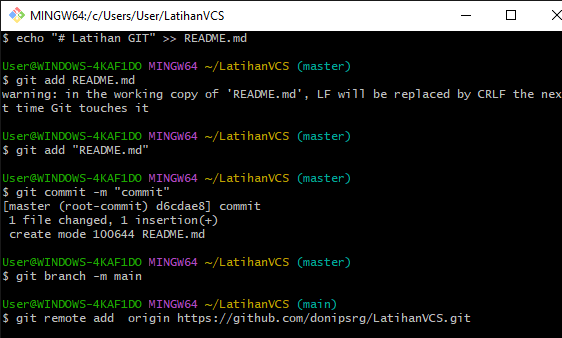 MINGW64:/c/Users/User/LatihanVCS
$ echo "# Latihan GIT" >> README.md
User@WINDOWS-4KAF1DO MINGW64 ~/LatihanVCS (master)
$ git add README.md
warning: in the working copy of 'README.md', LF will be replaced by CRLF the nex
t time Git touches it
User@WINDOWS-4KAF1DO MINGW64 ~/LatihanVCS (master)
$ git add "README.md"
User@WINDOWS-4KAF1DO MINGW64 ~/LatihanVCS (master)
$ git commit -m "commit"
[master (root-commit) d6cdae8] commit
 1 file changed, 1 insertion(+)
 create mode 100644 README.md
User@WINDOWS-4KAF1DO MINGW64 ~/LatihanVCS (master)
$ git branch -m main
User@WINDOWS-4KAF1DO MINGW64 ~/LatihanVCS (main)
$ git remote add  origin https://github.com/donipsrg/LatihanVCS.git